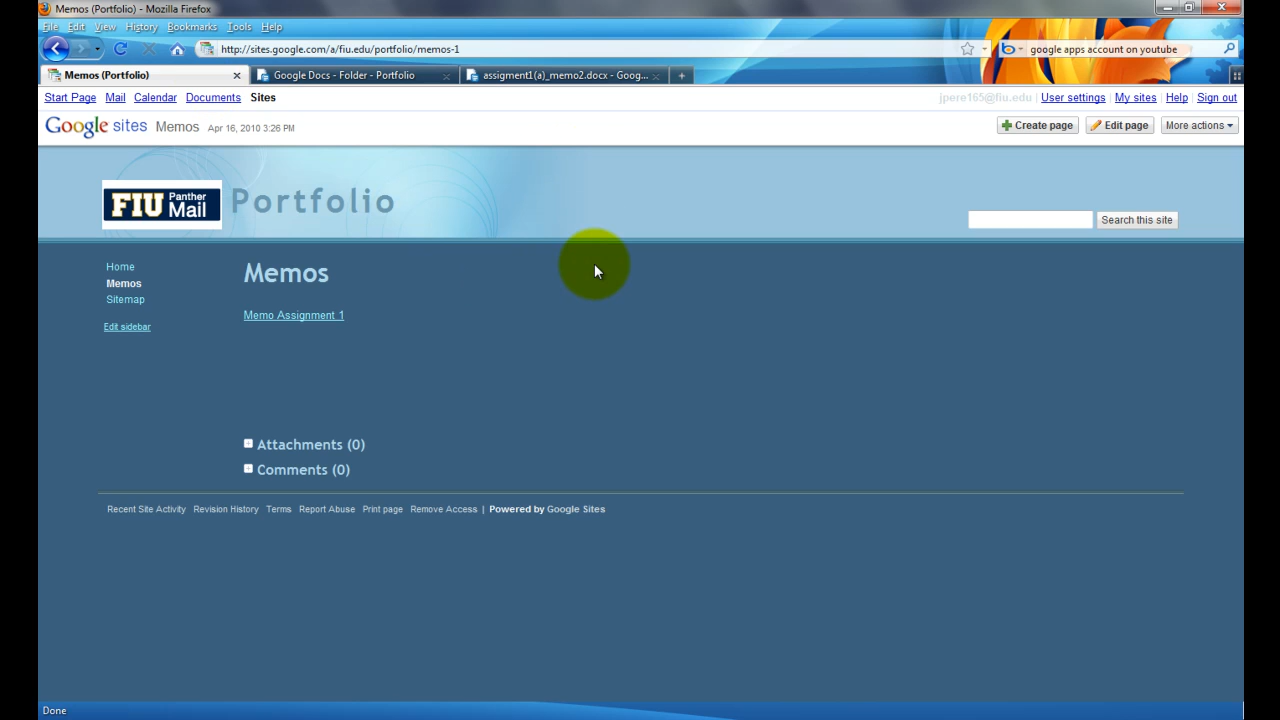 Memos (Portfolio) - Mozilla Firefox
File Edit View History Bookmarks Tools Help
http://sites.google.com/a/fiu.edu/portfolio/memos-1
google apps account on youtube
Memos (Portfolio)
Google Docs - Folder - Portfolio
assigment1(a)_memo2.docx - Goog...
Start Page Mail Calendar Documents Sites
jpere165@fiu.edu | User settings | My sites | Help | Sign out
Google sites Memos Apr 16, 2010 3:26 PM
Create page Edit page More actions
FIU Panther Mail
Portfolio
Search this site
Home
Memos
Sitemap
Edit sidebar
Memos
Memo Assignment 1
Attachments (0)
Comments (0)
Recent Site Activity Revision History Terms Report Abuse Print page Remove Access | Powered by Google Sites
Done